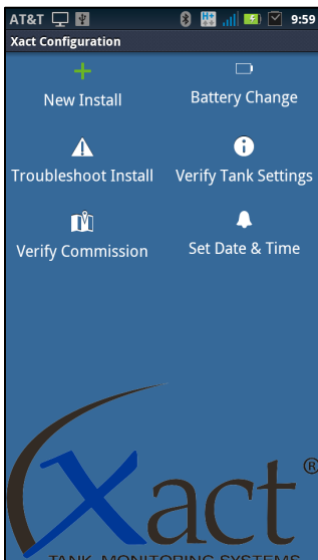 AT&T 9:59
Xact Configuration
New Install Battery Change
Troubleshoot Install Verify Tank Settings
Verify Commission Set Date & Time
Xact®
TANK MONITORING SYSTEMS